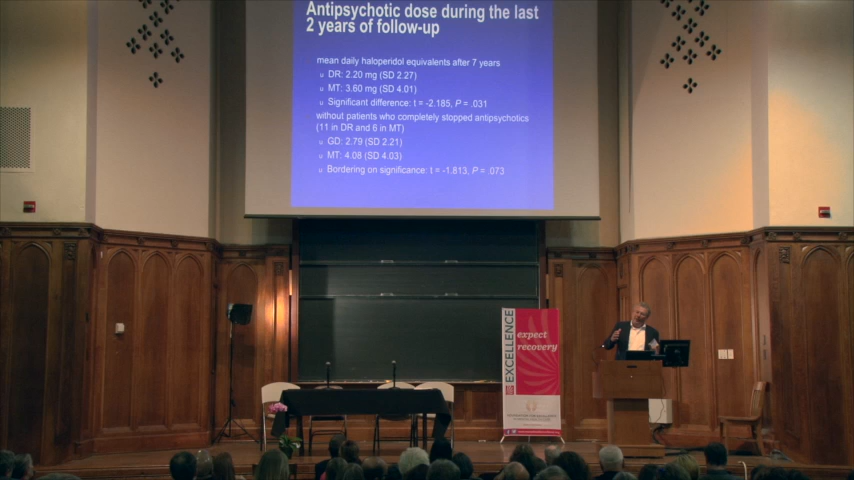 Antipsychotic dose during the last
2 years of follow-up
mean daily haloperidol equivalents after 7 years
DR: 2.20 mg (SD 2.27)
MT: 3.60 mg (SD 4.01)
Significant difference: t = -2.185, P = .031
without patients who completely stopped antipsychotics
(11 in DR and 6 in MT)
GD: 2.79 (SD 2.21)
MT: 4.08 (SD 4.03)
Bordering on significance: t = -1.813, P = .073
EXCELLENCE
expect
recovery